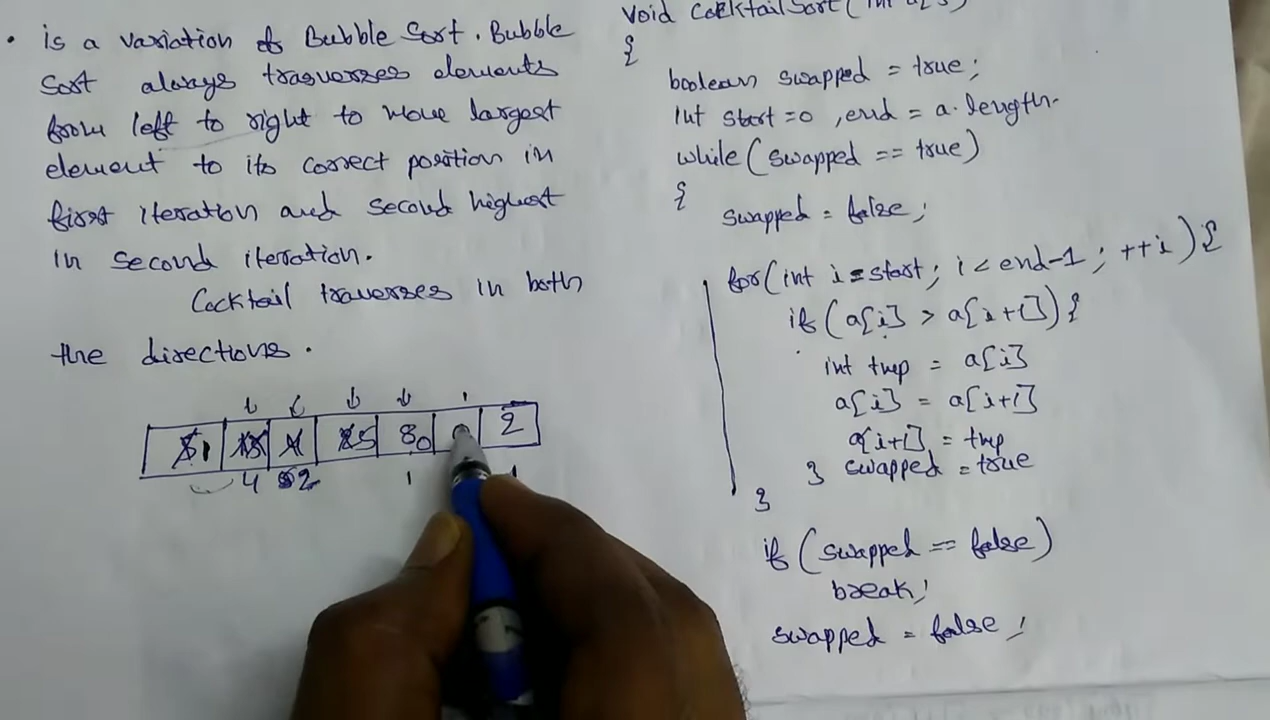 • is a variation of Bubble Sort. Bubble
Sort always trasverses elements
from left to right to move largest
element to its correct position in
first iteration and second highest
in second iteration.
Cocktail traverses in both
the directions.
2
4 2
void CocktailSort (int a[])
{
boolean swapped = true;
int start = 0 , end = a.length.
while (swapped == true)
{
swapped = false;
for(int i=start; i < end-1; ++i){
if (a[i] > a[i+1]){
int tmp = a[i]
a[i] = a[i+1]
a[i+1] = tmp
} swapped = true
}
if (swapped == false)
break;
swapped = false;